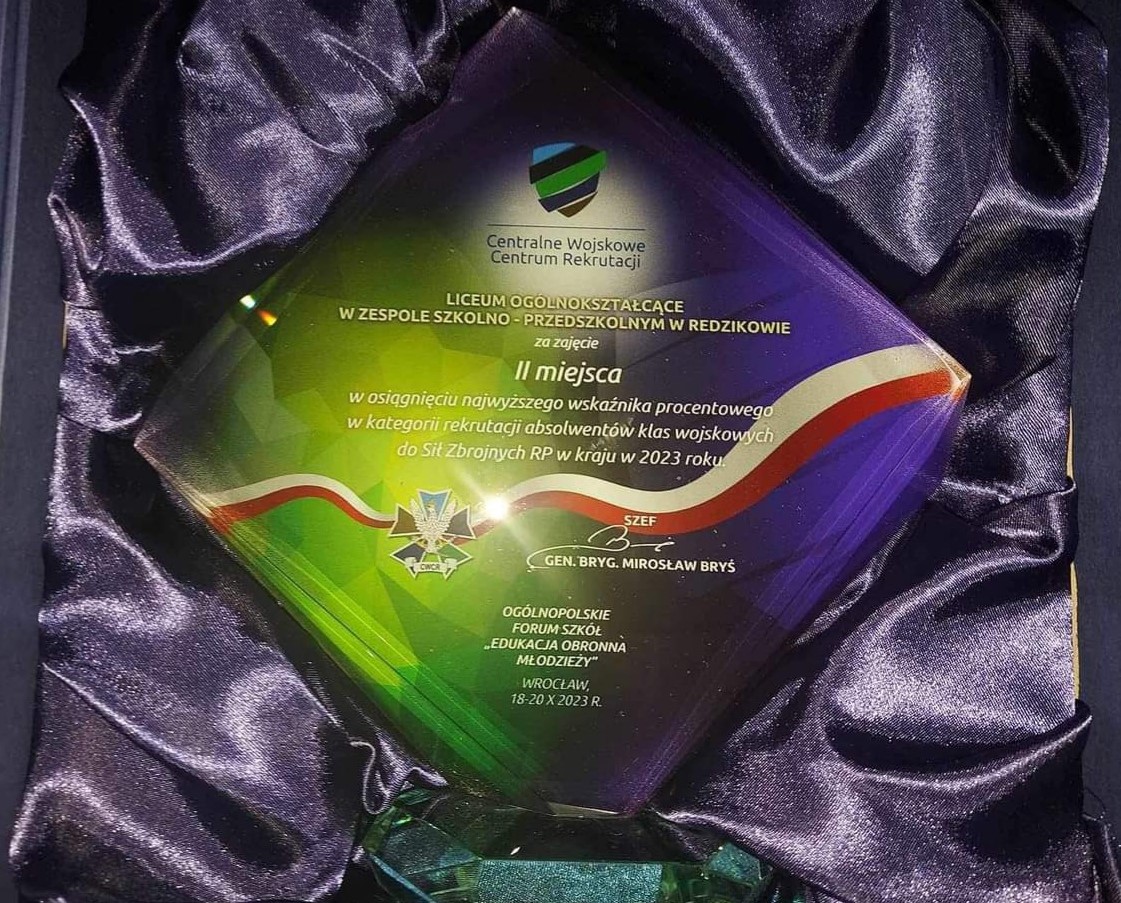 Centralne Wojskowe
Centrum Rekrutacji
LICEUM OGÓLNOKSZTAŁCĄCE
W ZESPOLE SZKOLNO - PRZEDSZKOLNYM W REDZIKOWIE
za zajęcie
II miejsca
w osiągnięciu najwyższego wskaźnika procentowego
w kategorii rekrutacji absolwentów klas wojskowych
do Sił Zbrojnych RP w kraju w 2023 roku.
SZEF
GEN. BRYG. MIROSŁAW BRYŚ
CWCR
OGÓLNOPOLSKIE
FORUM SZKÓŁ
„EDUKACJA OBRONNA
MŁODZIEŻY”
WROCŁAW,
18-20 X 2023 R.